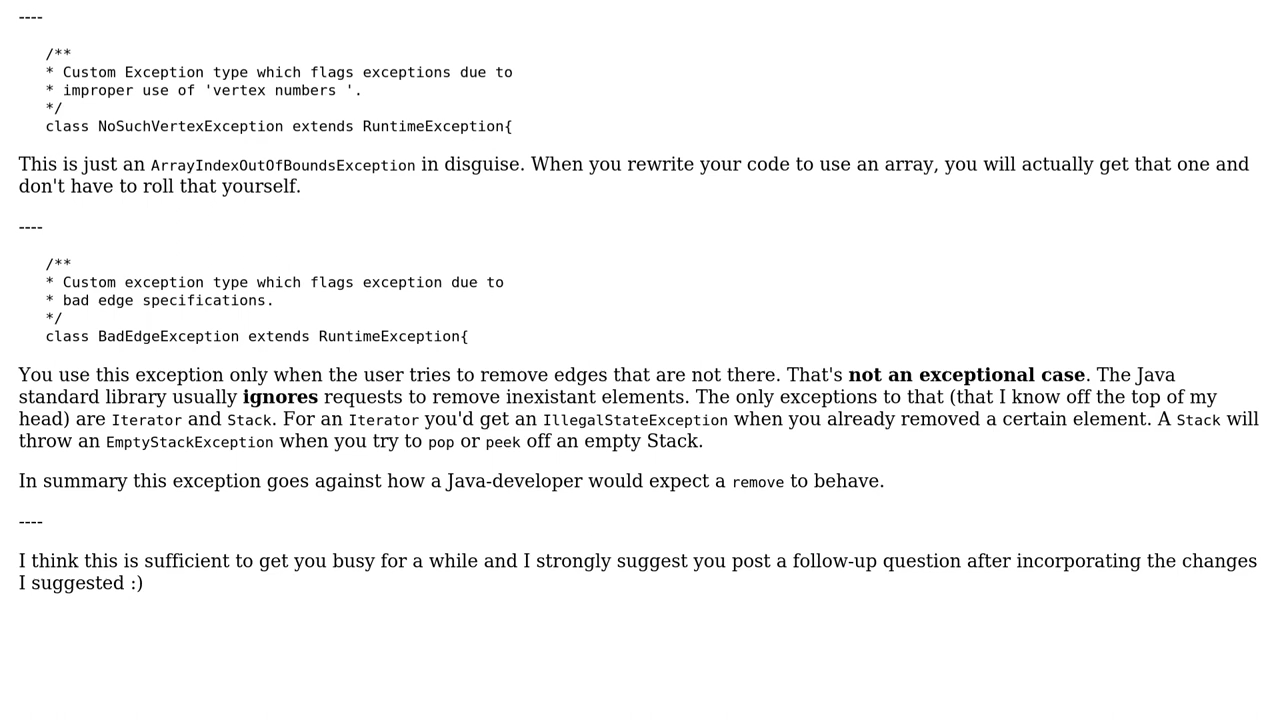 ----
/**
* Custom Exception type which flags exceptions due to
* improper use of 'vertex numbers '.
*/
class NoSuchVertexException extends RuntimeException{
This is just an ArrayIndexOutOfBoundsException in disguise. When you rewrite your code to use an array, you will actually get that one and
don't have to roll that yourself.
----
/**
* Custom exception type which flags exception due to
* bad edge specifications.
*/
class BadEdgeException extends RuntimeException{
You use this exception only when the user tries to remove edges that are not there. That's not an exceptional case. The Java
standard library usually ignores requests to remove inexistant elements. The only exceptions to that (that I know off the top of my
head) are Iterator and Stack. For an Iterator you'd get an IllegalStateException when you already removed a certain element. A Stack will
throw an EmptyStackException when you try to pop or peek off an empty Stack.
In summary this exception goes against how a Java-developer would expect a remove to behave.
----
I think this is sufficient to get you busy for a while and I strongly suggest you post a follow-up question after incorporating the changes
I suggested :)